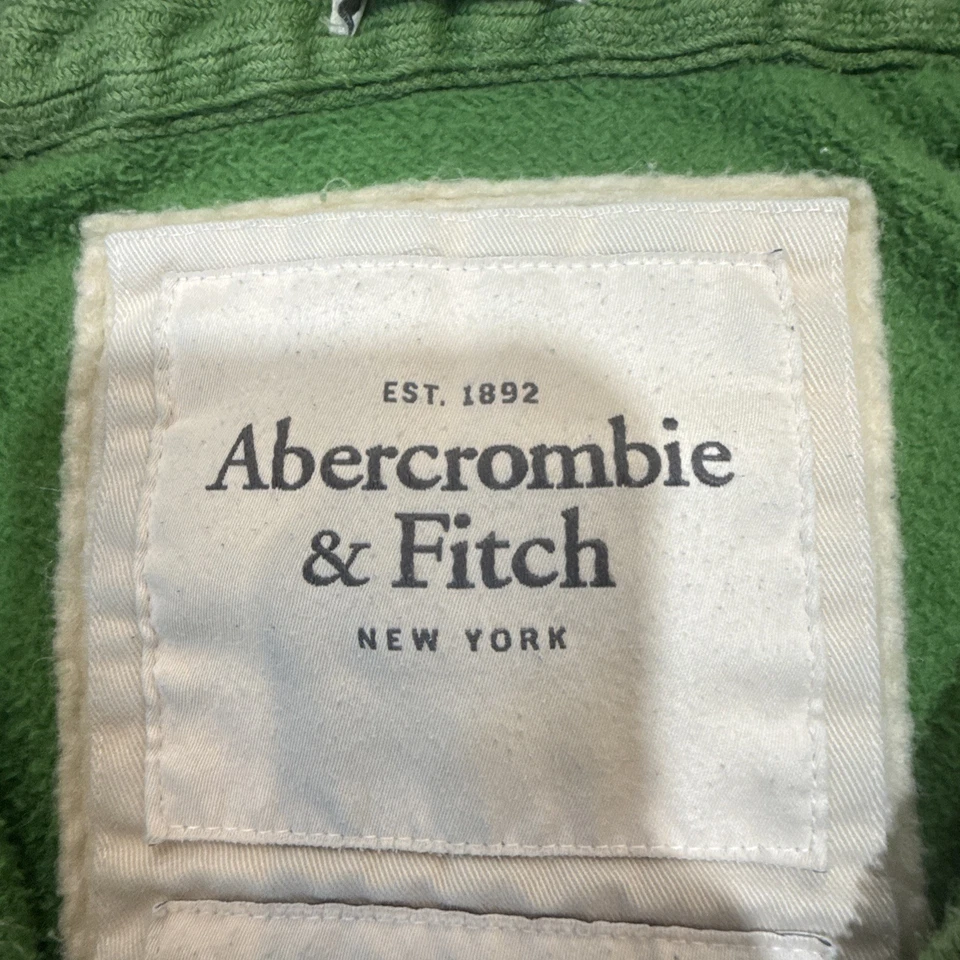 EST. 1892
Abercrombie
& Fitch
NEW YORK